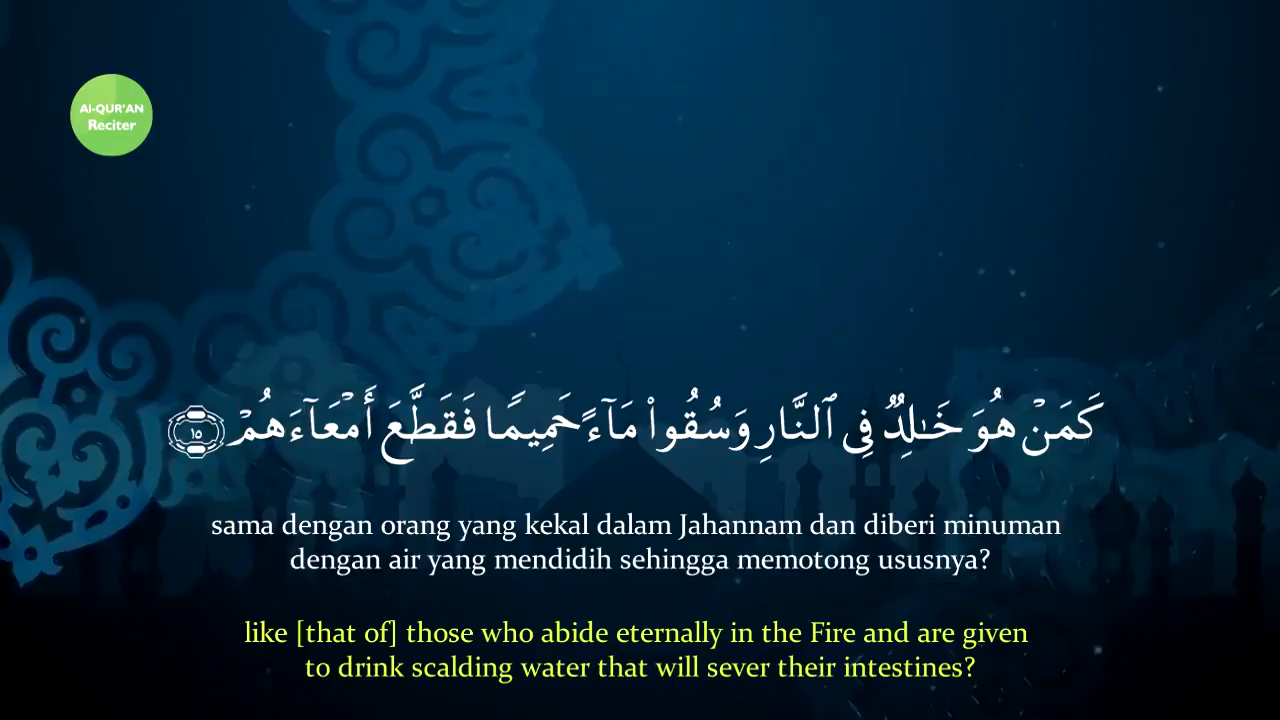 Al-QUR'AN
Reciter
كَمَنْ هُوَ خَٰلِدٌ فِى ٱلنَّارِ وَسُقُوا۟ مَآءً حَمِيمًا فَقَطَّعَ أَمْعَآءَهُمْ ١٥
sama dengan orang yang kekal dalam Jahannam dan diberi minuman
dengan air yang mendidih sehingga memotong ususnya?
like [that of] those who abide eternally in the Fire and are given
to drink scalding water that will sever their intestines?